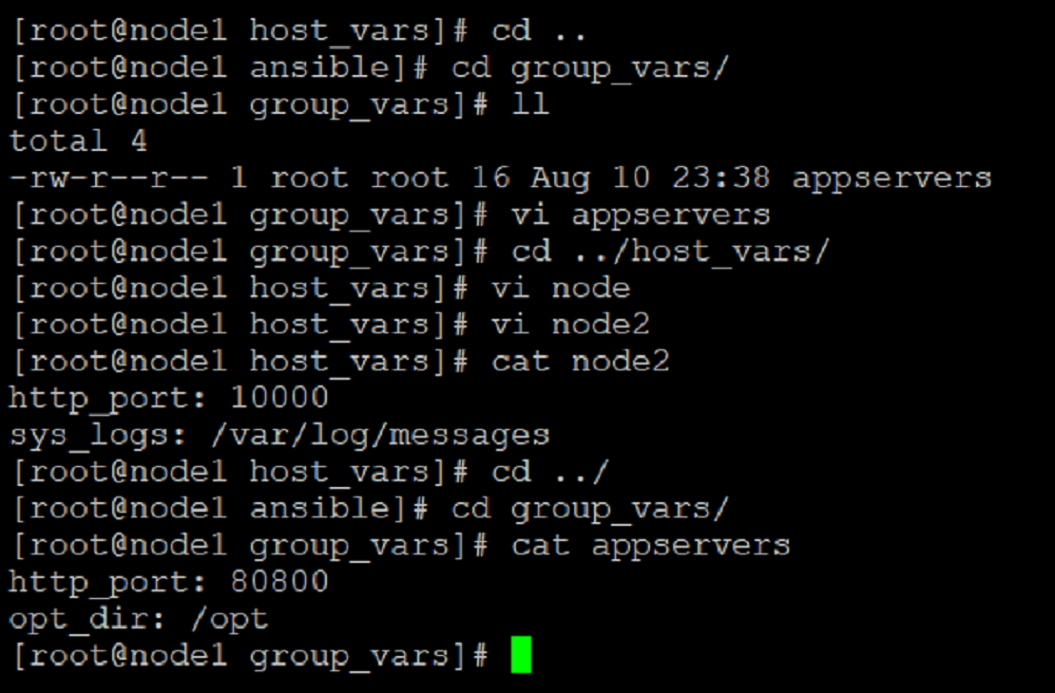 [root@node1 host_vars]# cd ..
[root@node1 ansible]# cd group_vars/
[root@node1 group_vars]# ll
total 4
-rw-r--r-- 1 root root 16 Aug 10 23:38 appservers
[root@node1 group_vars]# vi appservers
[root@node1 group_vars]# cd ../host_vars/
[root@node1 host_vars]# vi node
[root@node1 host_vars]# vi node2
[root@node1 host_vars]# cat node2
http_port: 10000
sys_logs: /var/log/messages
[root@node1 host_vars]# cd ../
[root@node1 ansible]# cd group_vars/
[root@node1 group_vars]# cat appservers
http_port: 80800
opt_dir: /opt
[root@node1 group_vars]#